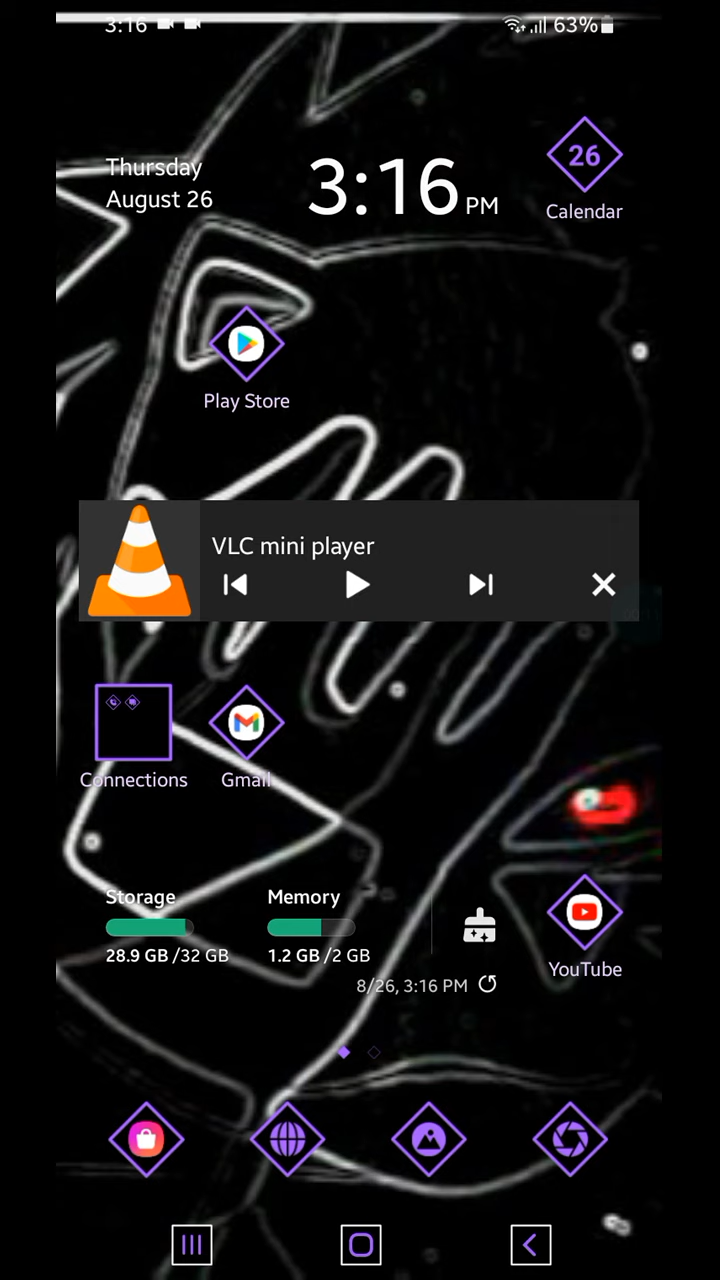 3:16
63%
Thursday
August 26
3:16 PM
26
Calendar
Play Store
VLC mini player
Connections
Gmail
Storage
28.9 GB /32 GB
Memory
1.2 GB /2 GB
8/26, 3:16 PM
YouTube